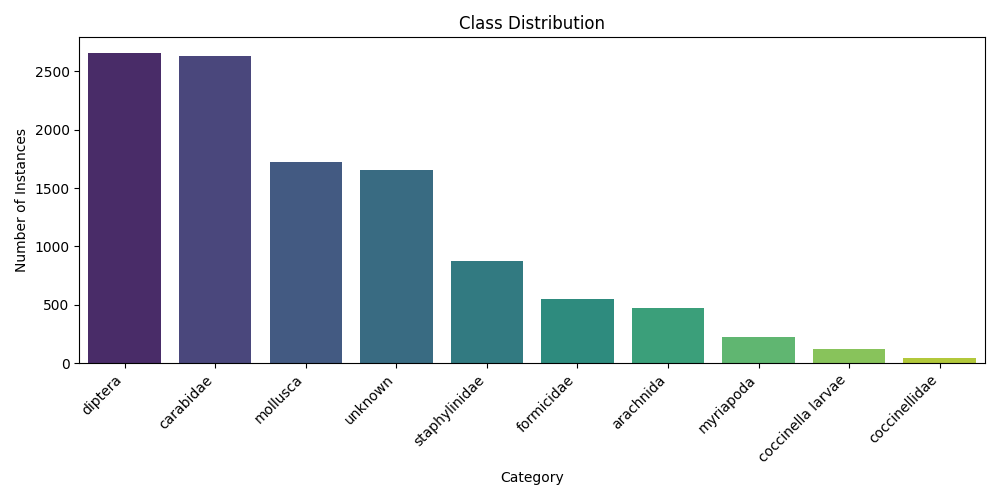 Class Distribution
Number of Instances
2500
2000
1500
1000
500
0
diptera
carabidae
mollusca
unknown
staphylinidae
formicidae
arachnida
myriapoda
coccinella larvae
coccinellidae
Category